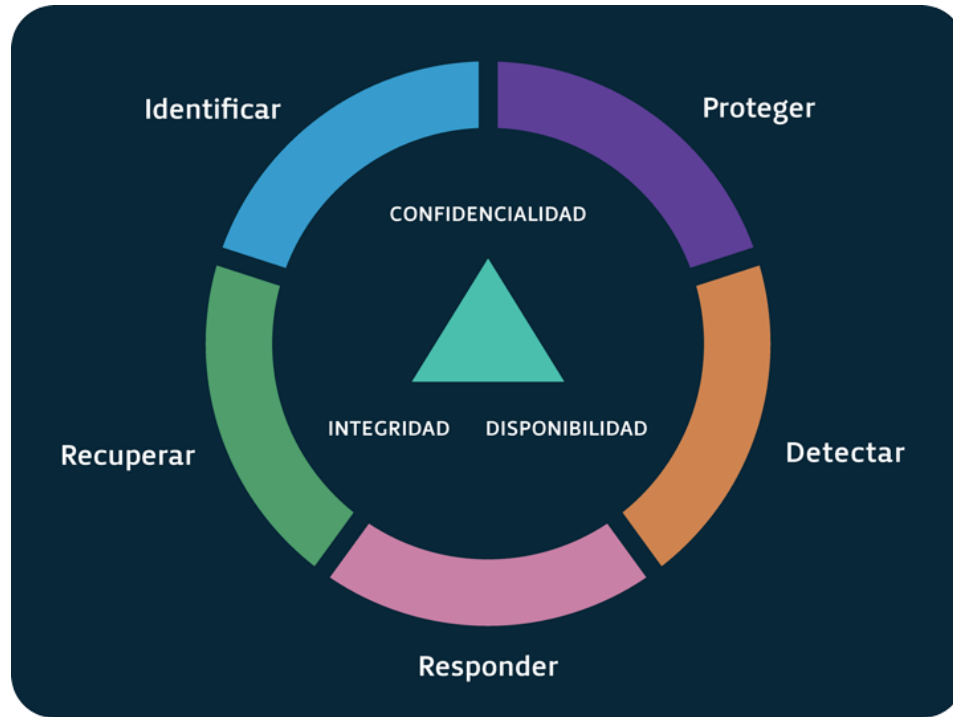 Identificar
Proteger
CONFIDENCIALIDAD
INTEGRIDAD
DISPONIBILIDAD
Recuperar
Detectar
Responder